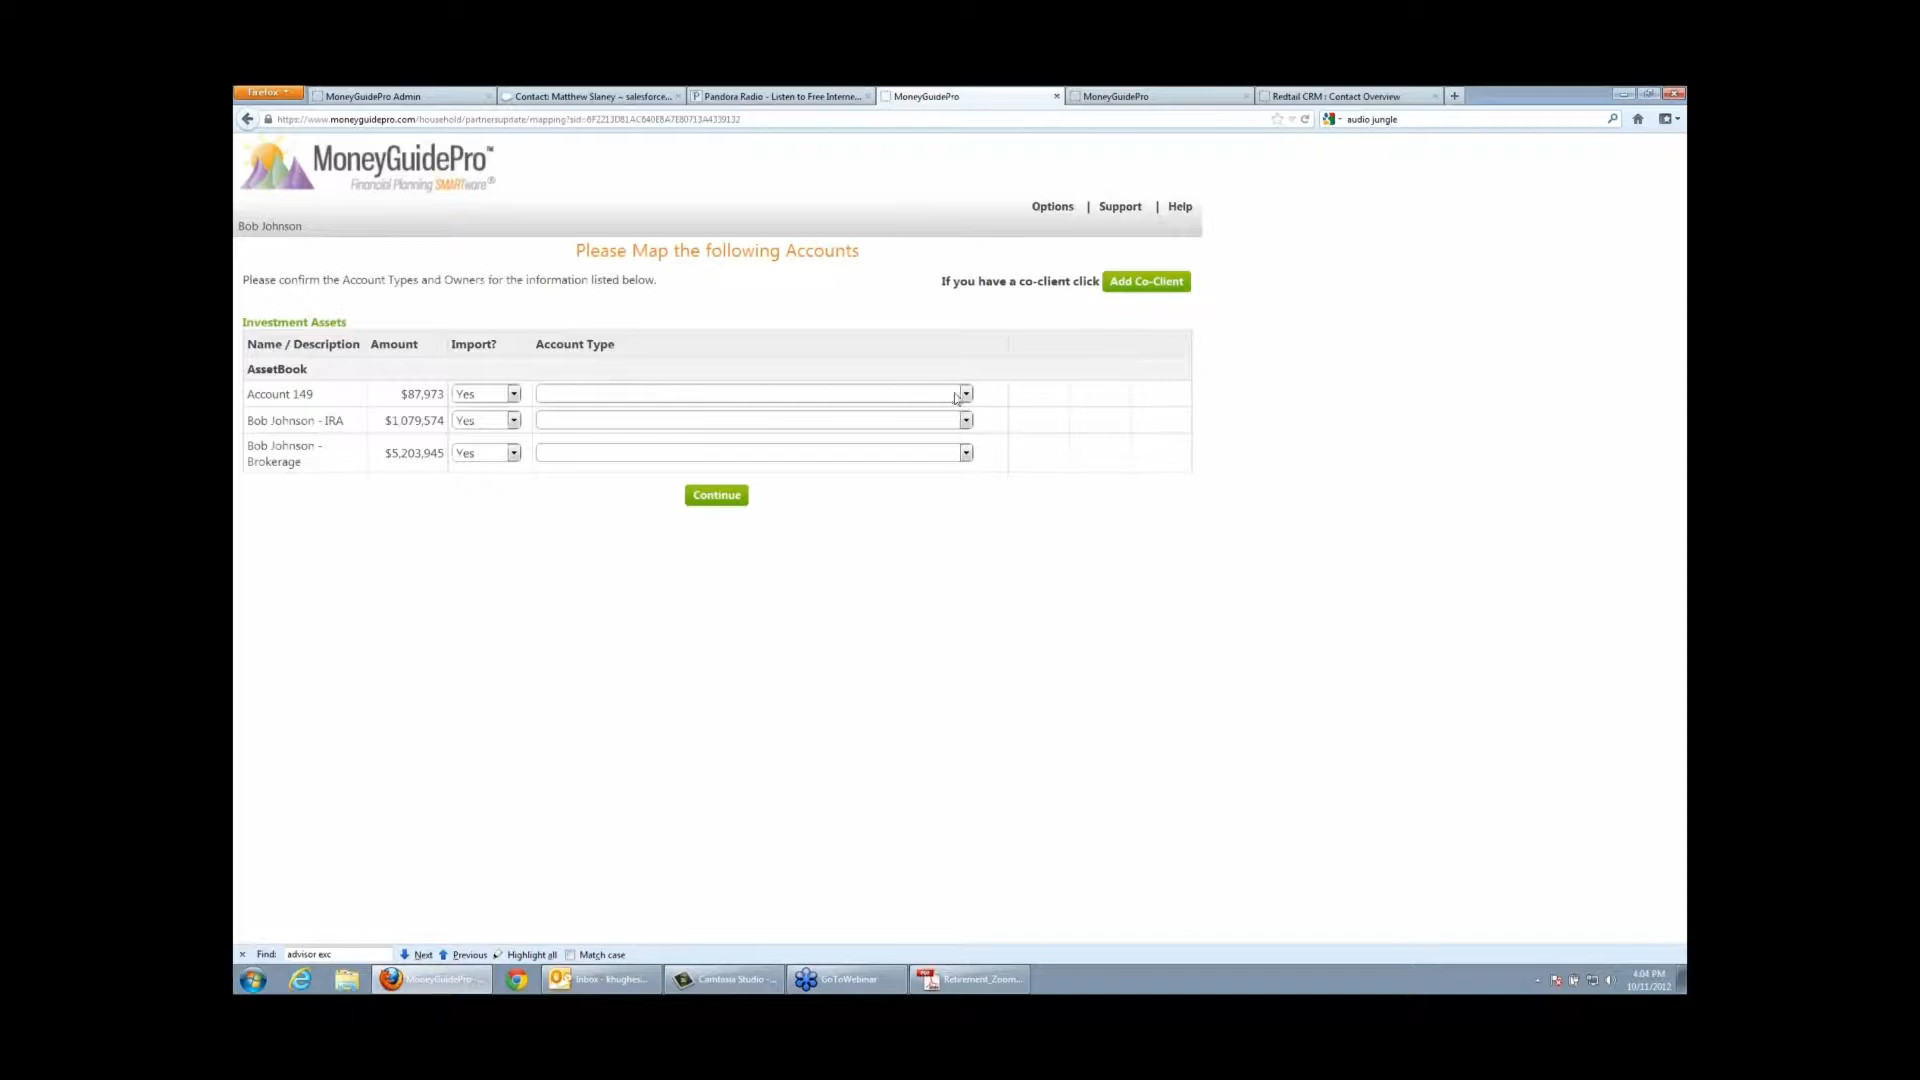 Firefox
MoneyGuidePro Admin
Contact: Matthew Slaney ~ salesforce...
Pandora Radio - Listen to Free Interne...
MoneyGuidePro
MoneyGuidePro
Redtail CRM : Contact Overview
audio jungle
MoneyGuidePro™
Financial Planning SMARTware®
Options | Support | Help
Bob Johnson
Please Map the following Accounts
Please confirm the Account Types and Owners for the information listed below.
If you have a co-client click Add Co-Client
Investment Assets
Name / Description Amount Import? Account Type
AssetBook
Account 149 $87,973 Yes
Bob Johnson - IRA $1,079,574 Yes
Bob Johnson -
Brokerage $5,203,945 Yes
Continue
Find: advisor exc Next Previous Highlight all Match case
MoneyGuidePro-...
Inbox - khughes...
Camtasia Studio -...
GoToWebinar
Retirement_Zoom...
4:04 PM
10/11/2012